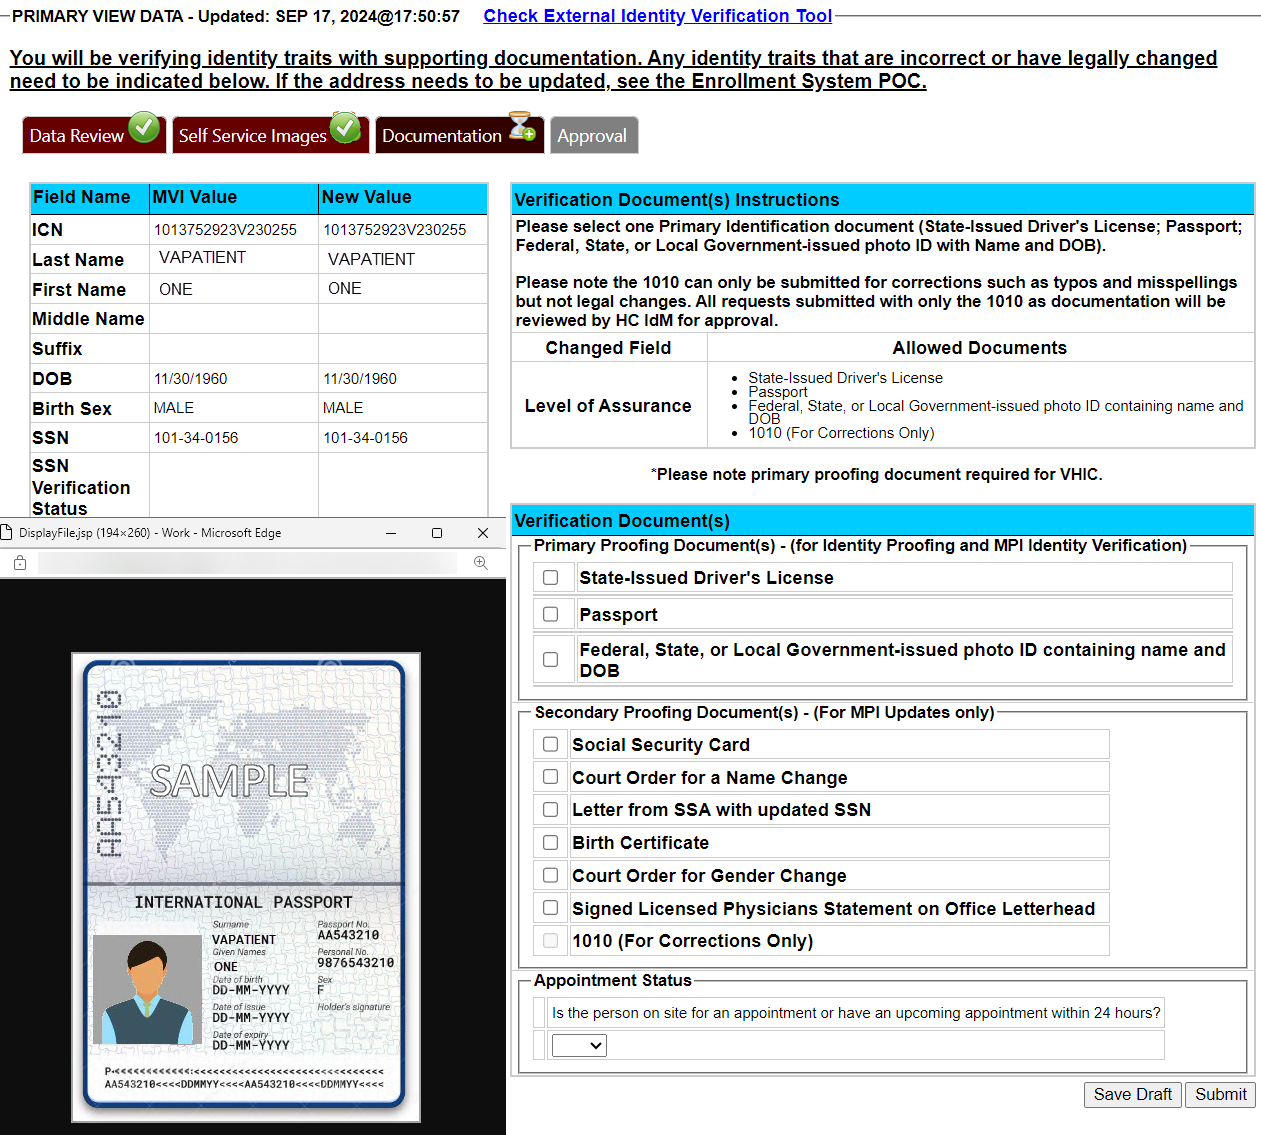 PRIMARY VIEW DATA - Updated: SEP 17, 2024@17:50:57 Check External Identity Verification Tool
You will be verifying identity traits with supporting documentation. Any identity traits that are incorrect or have legally changed
need to be indicated below. If the address needs to be updated, see the Enrollment System POC.
Data Review Self Service Images Documentation Approval
Field Name MVI Value New Value
ICN 1013752923V230255 1013752923V230255
Last Name VAPATIENT VAPATIENT
First Name ONE ONE
Middle Name
Suffix
DOB 11/30/1960 11/30/1960
Birth Sex MALE MALE
SSN 101-34-0156 101-34-0156
SSN
Verification
Status
Verification Document(s) Instructions
Please select one Primary Identification document (State-Issued Driver's License; Passport;
Federal, State, or Local Government-issued photo ID with Name and DOB).
Please note the 1010 can only be submitted for corrections such as typos and misspellings
but not legal changes. All requests submitted with only the 1010 as documentation will be
reviewed by HC IdM for approval.
Changed Field Allowed Documents
Level of Assurance
• State-Issued Driver's License
• Passport
• Federal, State, or Local Government-issued photo ID containing name and
DOB
• 1010 (For Corrections Only)
*Please note primary proofing document required for VHIC.
DisplayFile.jsp (194×260) - Work - Microsoft Edge
AA5432210
SAMPLE
INTERNATIONAL PASSPORT
Surname Passport No.
VAPATIENT AA543210
Given Names Personal No.
ONE 9876543210
Date of birth Sex
DD-MM-YYYY F
Date of issue Holder's signature
DD-MM-YYYY
Date of expiry
DD-MM-YYYY
AA543210<<<<DDMMYY<<<<AA543210<<<<DDMMYY<<<<
Verification Document(s)
Primary Proofing Document(s) - (for Identity Proofing and MPI Identity Verification)
State-Issued Driver's License
Passport
Federal, State, or Local Government-issued photo ID containing name and
DOB
Secondary Proofing Document(s) - (For MPI Updates only)
Social Security Card
Court Order for a Name Change
Letter from SSA with updated SSN
Birth Certificate
Court Order for Gender Change
Signed Licensed Physicians Statement on Office Letterhead
1010 (For Corrections Only)
Appointment Status
Is the person on site for an appointment or have an upcoming appointment within 24 hours?
Save Draft Submit